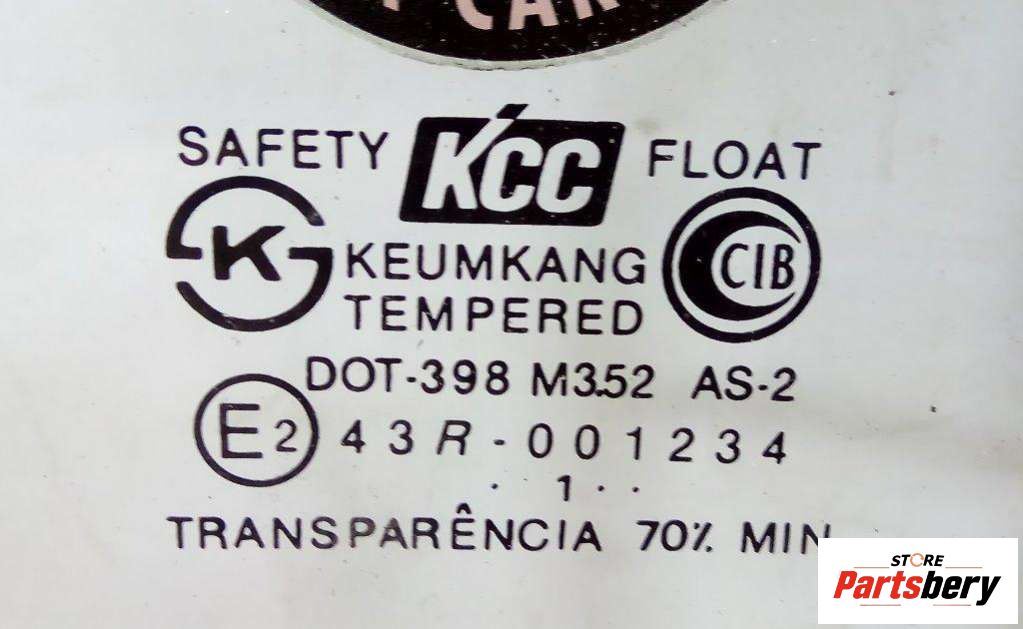 CAR
SAFETY KCC FLOAT
K KEUMKANG CIB
TEMPERED
DOT-398 M352 AS-2
E2 43R-001234
. 1 . .
TRANSPARÊNCIA 70% MIN
STORE
Partsbery